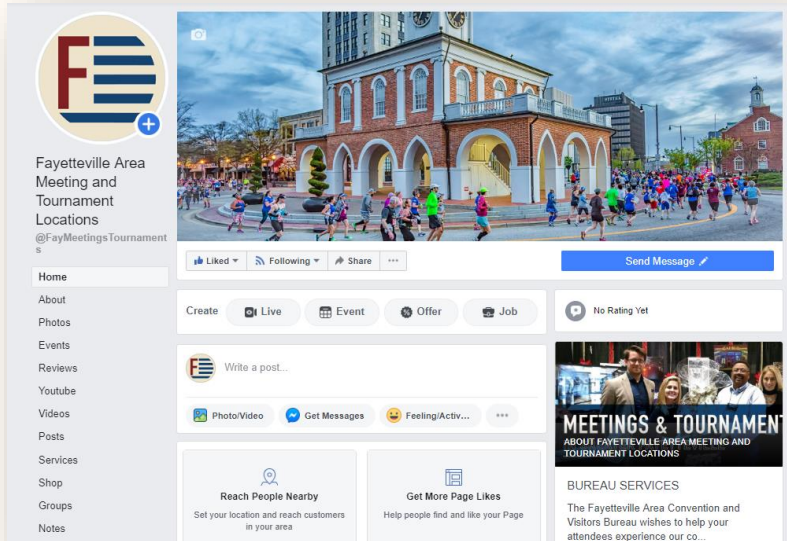 F
Fayetteville Area
Meeting and
Tournament
Locations
@FayMeetingsTournament
s
Home
About
Photos
Events
Reviews
Youtube
Videos
Posts
Services
Shop
Groups
Notes
Liked
Following
Share
Send Message
Create
Live
Event
Offer
Job
F
Write a post...
Photo/Video
Get Messages
Feeling/Activ...
Reach People Nearby
Set your location and reach customers
in your area
Get More Page Likes
Help people find and like your Page
No Rating Yet
MEETINGS & TOURNAMEN
ABOUT FAYETTEVILLE AREA MEETING AND
TOURNAMENT LOCATIONS
BUREAU SERVICES
The Fayetteville Area Convention and
Visitors Bureau wishes to help your
attendees experience our co...